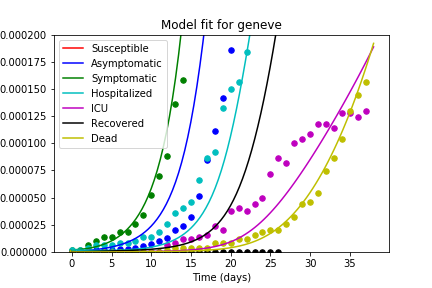 Model fit for geneve
0.000200
0.000175
0.000150
0.000125
0.000100
0.000075
0.000050
0.000025
0.000000
Susceptible
Asymptomatic
Symptomatic
Hospitalized
ICU
Recovered
Dead
0 5 10 15 20 25 30 35
Time (days)